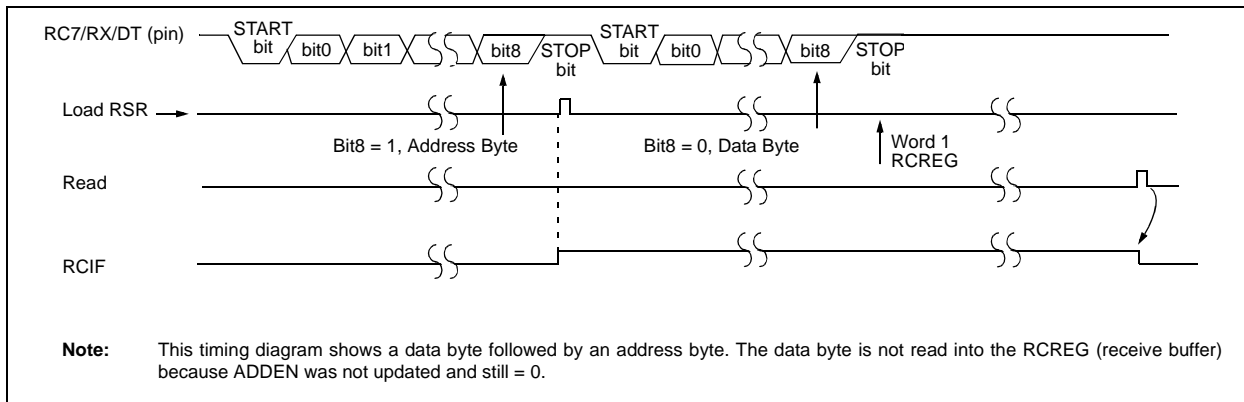 RC7/RX/DT (pin)
START bit
bit0
bit1
bit8
STOP bit
START bit
bit0
bit8
STOP bit
Load RSR
Bit8 = 1, Address Byte
Bit8 = 0, Data Byte
Word 1
RCREG
Read
RCIF
Note: This timing diagram shows a data byte followed by an address byte. The data byte is not read into the RCREG (receive buffer)
because ADDEN was not updated and still = 0.